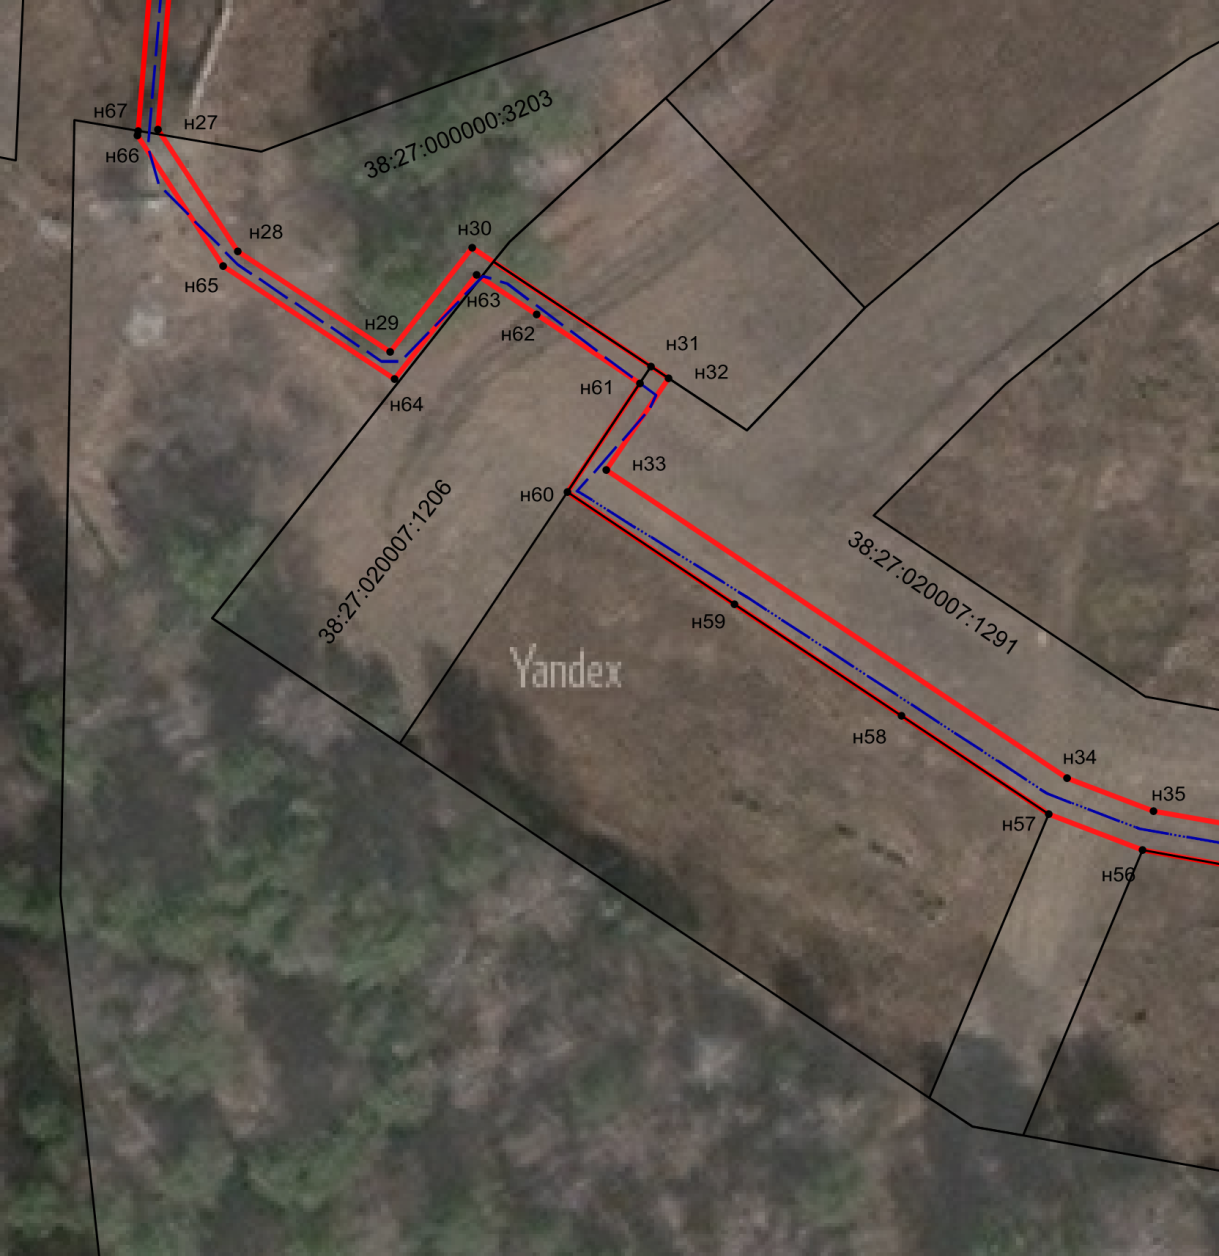 н67
н27
н66
38:27:000000:3203
н28
н30
н65
н63
н29
н62
н31
н32
н61
н64
н33
н60
38:27:020007:1206
38:27:020007:1291
н59
Yandex
н58
н34
н35
н57
н56